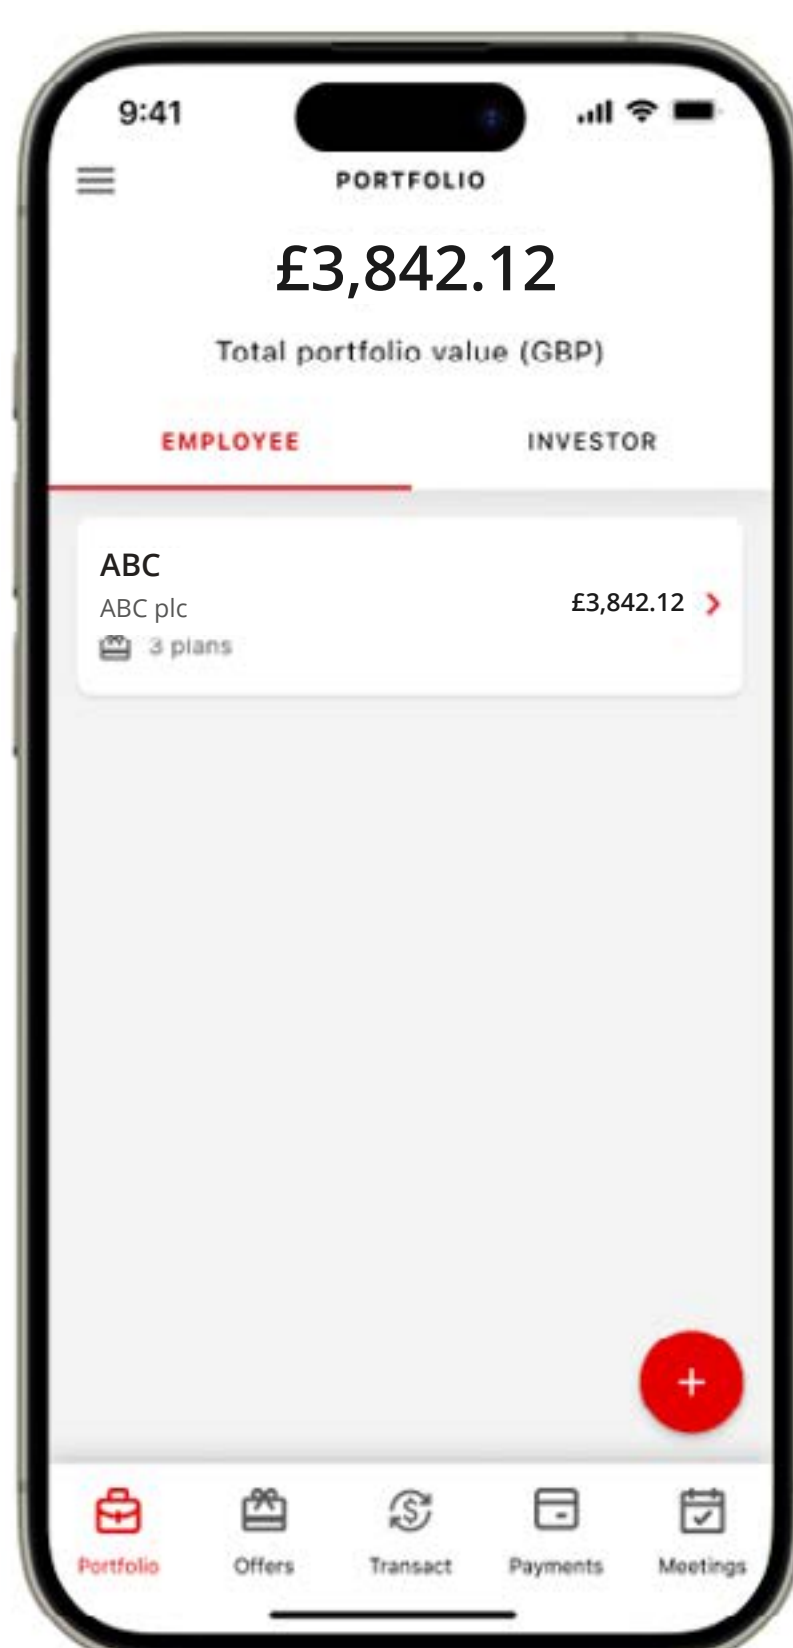 9:41
PORTFOLIO
£3,842.12
Total portfolio value (GBP)
EMPLOYEE INVESTOR
ABC
ABC plc
£3,842.12
3 plans
+
Portfolio Offers Transact Payments Meetings